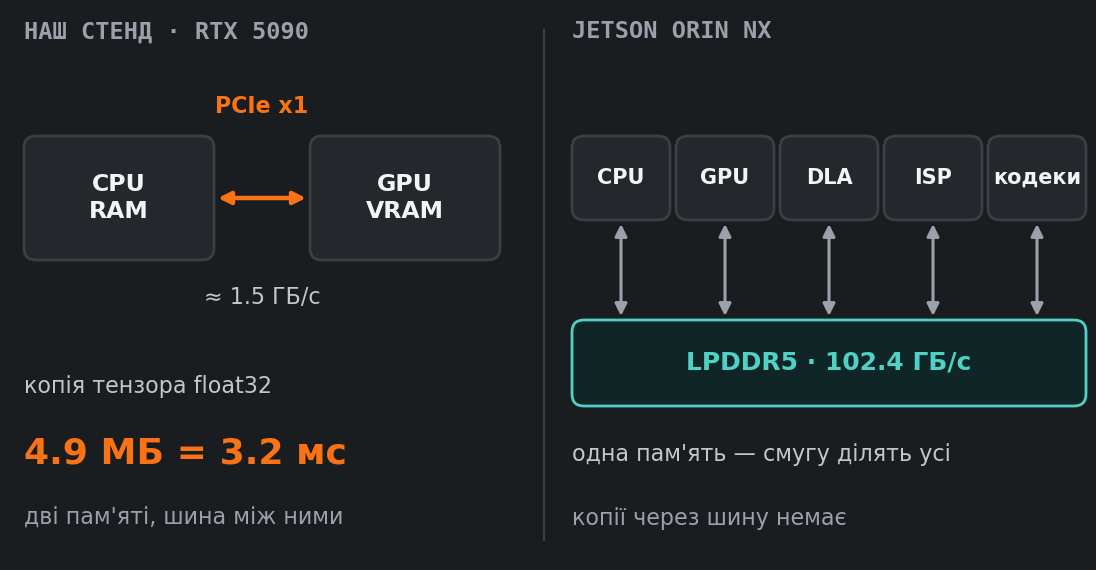 НАШ СТЕНД · RTX 5090
PCIe x1
CPU
RAM
GPU
VRAM
≈ 1.5 ГБ/с
копія тензора float32
4.9 МБ = 3.2 мс
дві пам'яті, шина між ними
JETSON ORIN NX
CPU
GPU
DLA
ISP
кодеки
LPDDR5 · 102.4 ГБ/с
одна пам'ять — смугу ділять усі
копії через шину немає